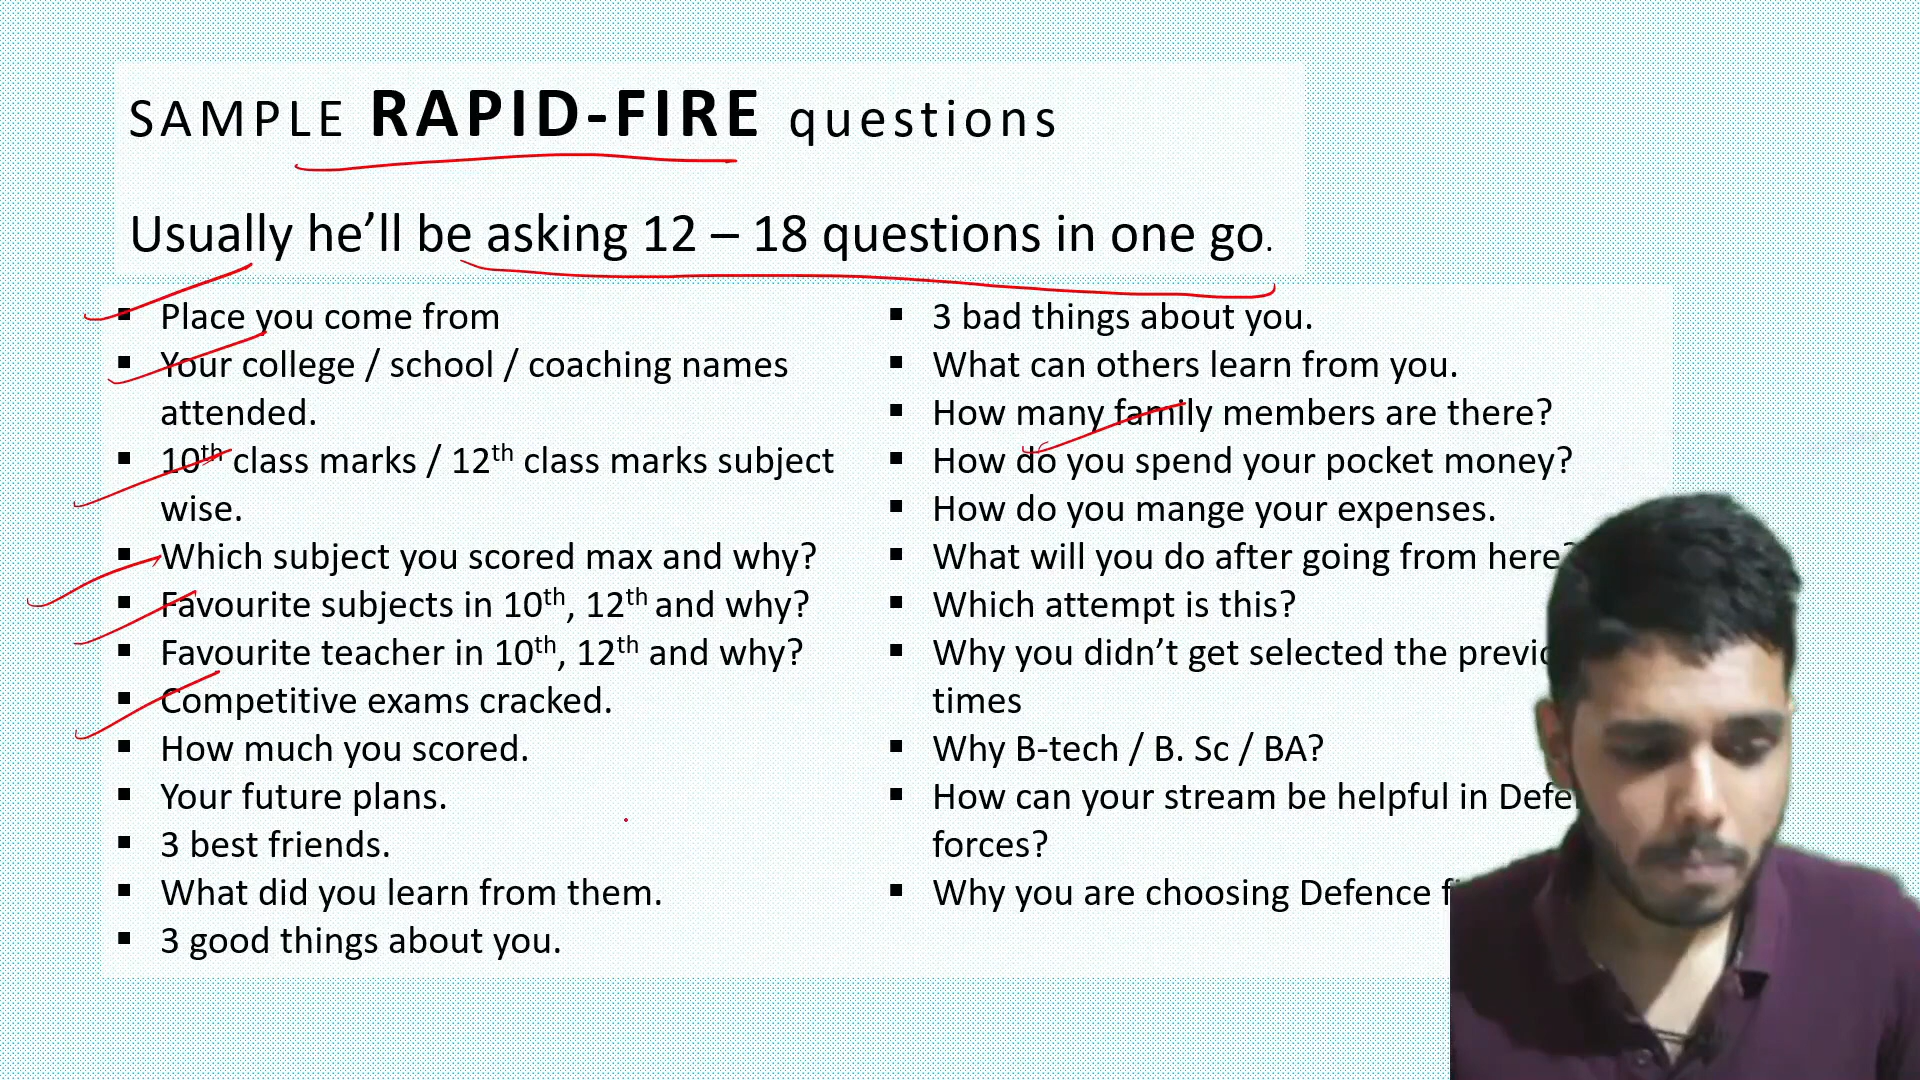 SAMPLE RAPID-FIRE questions
Usually he’ll be asking 12 – 18 questions in one go.
▪ Place you come from
▪ Your college / school / coaching names
attended.
▪ 10th class marks / 12th class marks subject
wise.
▪ Which subject you scored max and why?
▪ Favourite subjects in 10th, 12th and why?
▪ Favourite teacher in 10th, 12th and why?
▪ Competitive exams cracked.
▪ How much you scored.
▪ Your future plans.
▪ 3 best friends.
▪ What did you learn from them.
▪ 3 good things about you.
▪ 3 bad things about you.
▪ What can others learn from you.
▪ How many family members are there?
▪ How do you spend your pocket money?
▪ How do you mange your expenses.
▪ What will you do after going from here?
▪ Which attempt is this?
▪ Why you didn’t get selected the
times
▪ Why B-tech / B. Sc / BA?
▪ How can your stream be helpful in
forces?
▪ Why you are choosing Defence